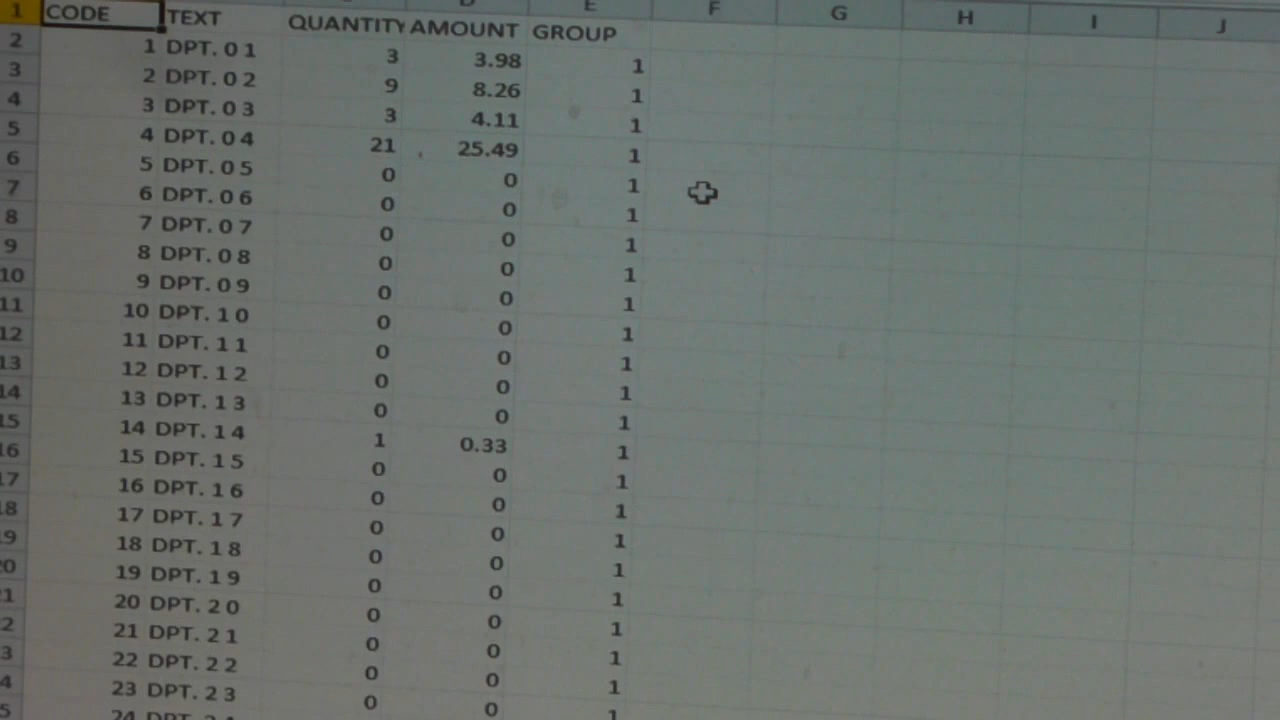 D E F G H I J
1 CODE TEXT QUANTITY AMOUNT GROUP
2 1 DPT. 0 1 3 3.98 1
3 2 DPT. 0 2 9 8.26 1
4 3 DPT. 0 3 3 4.11 1
5 4 DPT. 0 4 21 25.49 1
6 5 DPT. 0 5 0 0 1
7 6 DPT. 0 6 0 0 1
8 7 DPT. 0 7 0 0 1
9 8 DPT. 0 8 0 0 1
10 9 DPT. 0 9 0 0 1
11 10 DPT. 1 0 0 0 1
12 11 DPT. 1 1 0 0 1
13 12 DPT. 1 2 0 0 1
14 13 DPT. 1 3 0 0 1
15 14 DPT. 1 4 1 0.33 1
16 15 DPT. 1 5 0 0 1
17 16 DPT. 1 6 0 0 1
18 17 DPT. 1 7 0 0 1
19 18 DPT. 1 8 0 0 1
20 19 DPT. 1 9 0 0 1
21 20 DPT. 2 0 0 0 1
22 21 DPT. 2 1 0 0 1
23 22 DPT. 2 2 0 0 1
24 23 DPT. 2 3 0 0 1